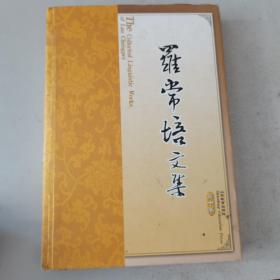 羅常培文集
The Collected Linguistic Works
of Luo Changpei